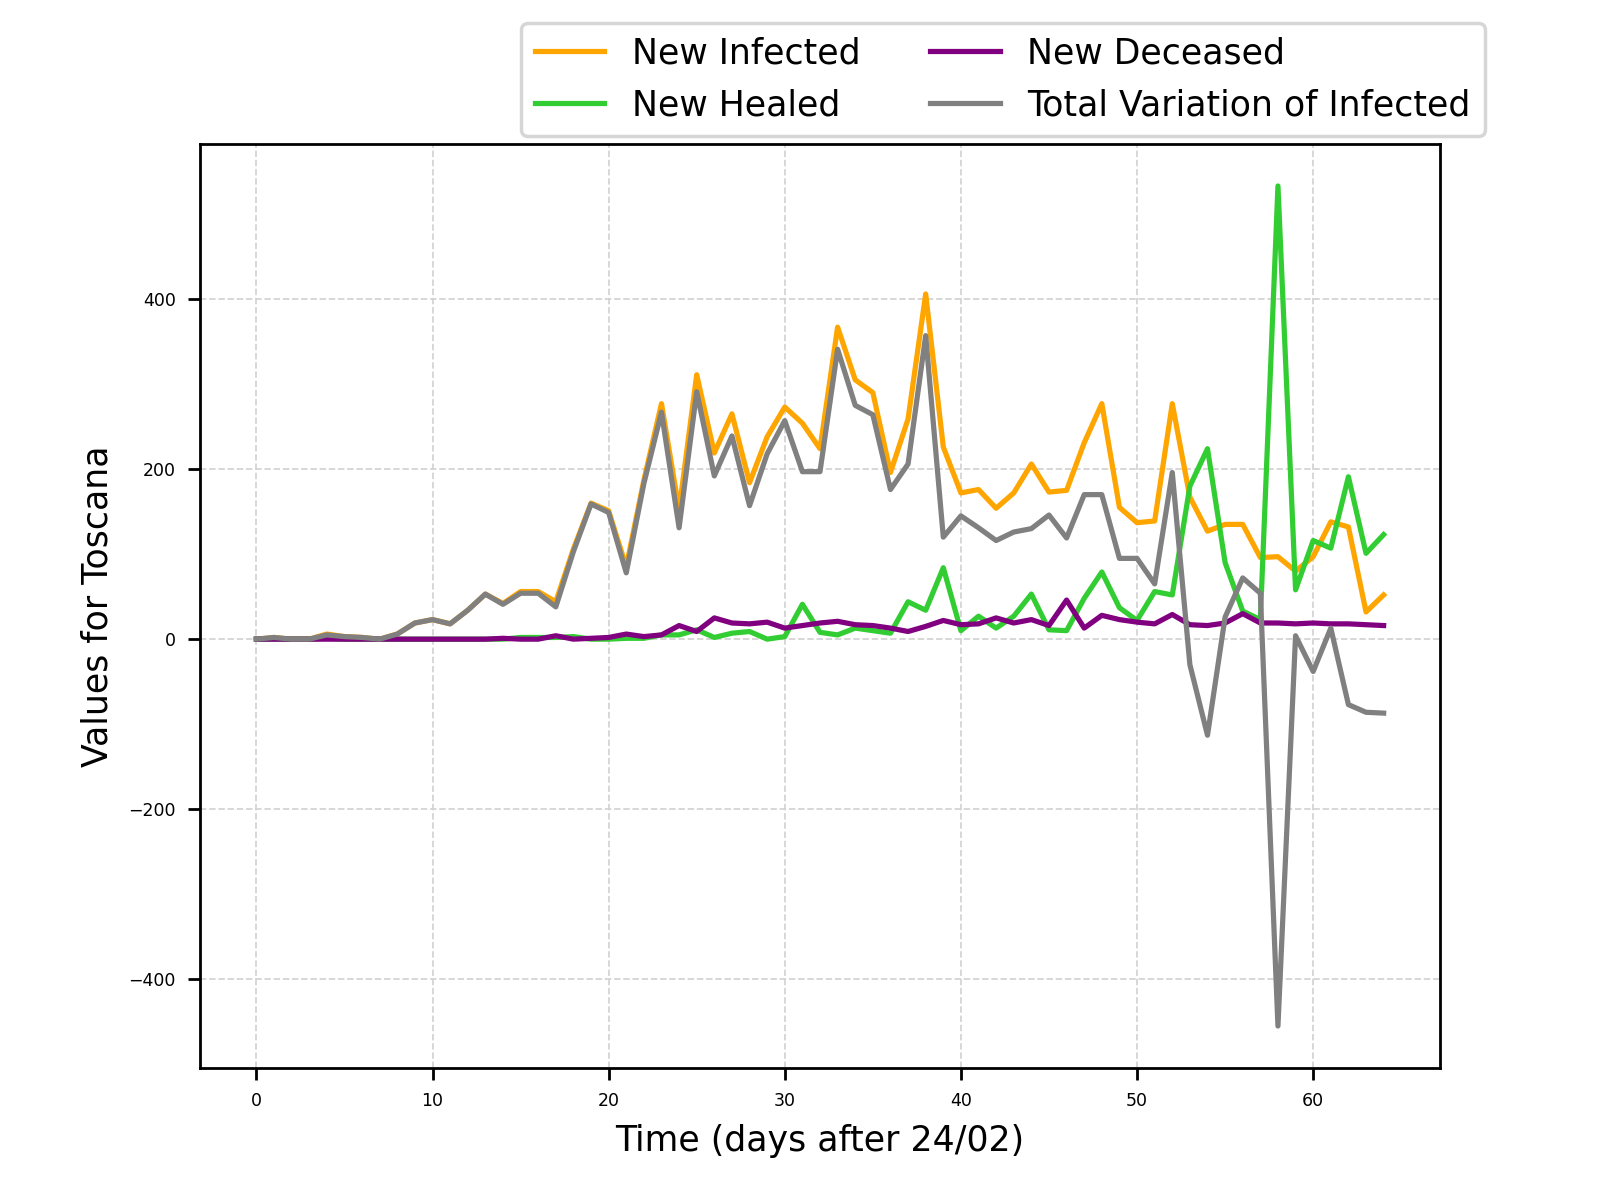 New Infected
New Healed
New Deceased
Total Variation of Infected
Values for Toscana
400
200
0
−200
−400
0 10 20 30 40 50 60
Time (days after 24/02)